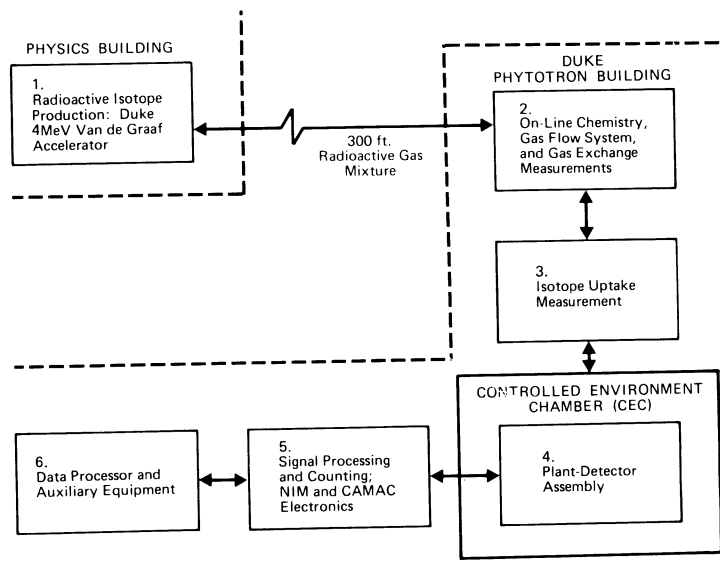 PHYSICS BUILDING
1.
Radioactive Isotope
Production: Duke
4MeV Van de Graaf
Accelerator
300 ft.
Radioactive Gas
Mixture
DUKE
PHYTOTRON BUILDING
2.
On-Line Chemistry,
Gas Flow System,
and Gas Exchange
Measurements
3.
Isotope Uptake
Measurement
CONTROLLED ENVIRONMENT
CHAMBER (CEC)
4.
Plant-Detector
Assembly
5.
Signal Processing
and Counting;
NIM and CAMAC
Electronics
6.
Data Processor and
Auxiliary Equipment